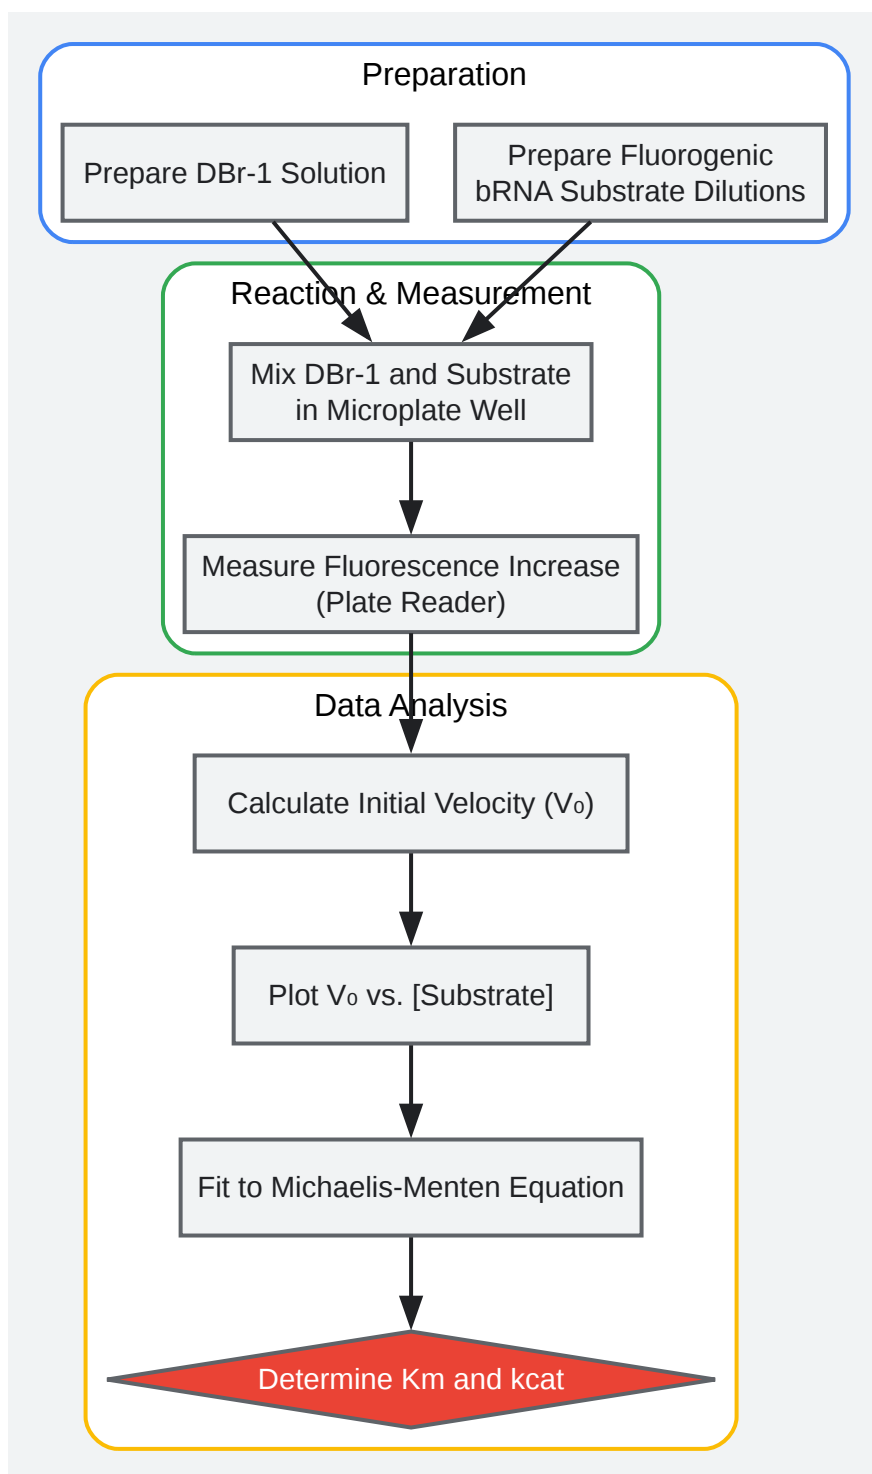 Preparation
Prepare DBr-1 Solution
Prepare Fluorogenic
bRNA Substrate Dilutions
Reaction & Measurement
Mix DBr-1 and Substrate
in Microplate Well
Measure Fluorescence Increase
(Plate Reader)
Data Analysis
Calculate Initial Velocity (V₀)
Plot V₀ vs. [Substrate]
Fit to Michaelis-Menten Equation
Determine Km and kcat